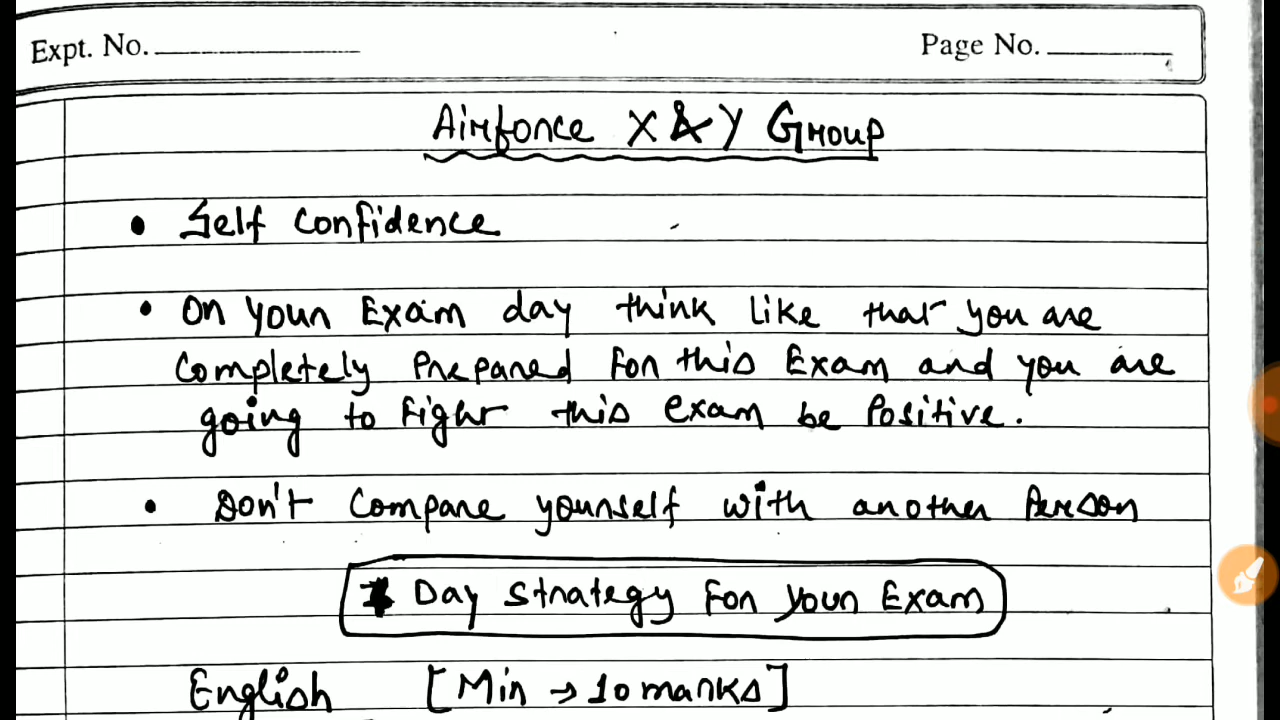 Expt. No.
Page No.
Airforce X & Y Group
• Self Confidence
• On your Exam day think like that you are
Completely Prepared For this Exam and you are
going to Fight this exam be Positive.
• Don't Compare yourself with another Person
Day Strategy For your Exam
English [Min → 10 marks]